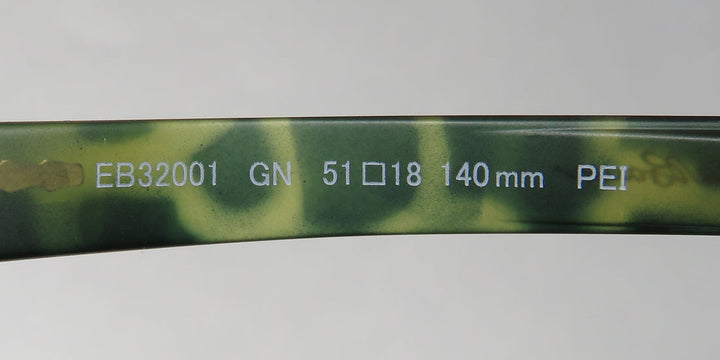 EB32001 GN 51□18 140mm PEI